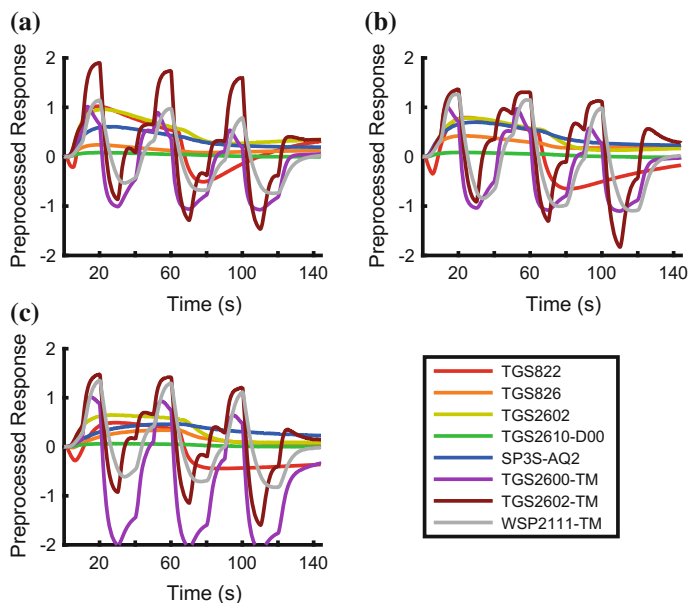 (a)
Preprocessed Response
2
1
0
-1
-2
20 60 100 140
Time (s)
(b)
Preprocessed Response
2
1
0
-1
-2
20 60 100 140
Time (s)
(c)
Preprocessed Response
2
1
0
-1
-2
20 60 100 140
Time (s)
TGS822
TGS826
TGS2602
TGS2610-D00
SP3S-AQ2
TGS2600-TM
TGS2602-TM
WSP2111-TM